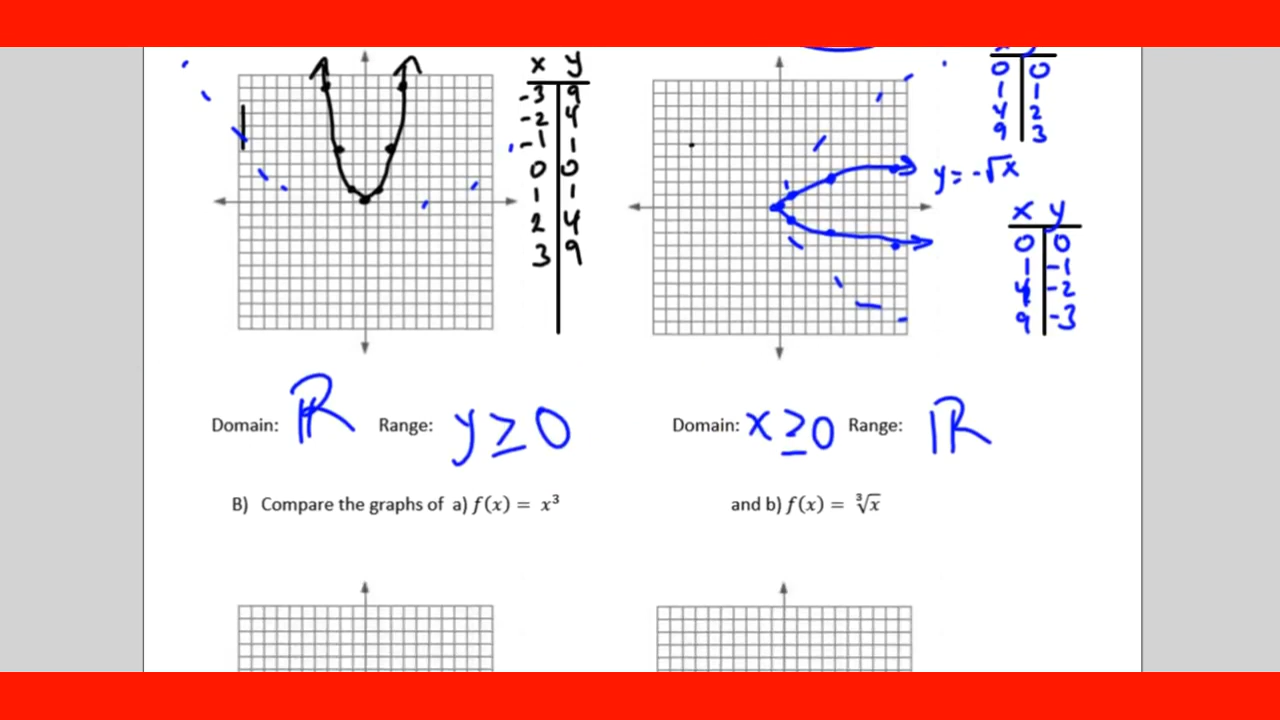 x y
-3 9
-2 4
-1 1
0 0
1 1
2 4
3 9
0 0
1 1
4 2
9 3
y = -√x
x y
0 0
1 -1
4 -2
9 -3
Domain: ℝ Range: y ≥ 0
Domain: x ≥ 0 Range: ℝ
B) Compare the graphs of a) f(x) = x³ and b) f(x) = ∛x